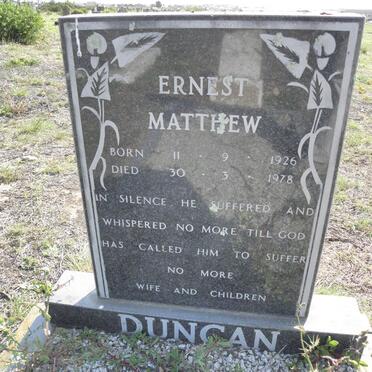 ERNEST
MATTHEW
BORN 11 9 1926
DIED 30 3 1978
IN SILENCE HE SUFFERED AND
WHISPERED NO MORE TILL GOD
HAS CALLED HIM TO SUFFER
NO MORE
WIFE AND CHILDREN
DUNCAN